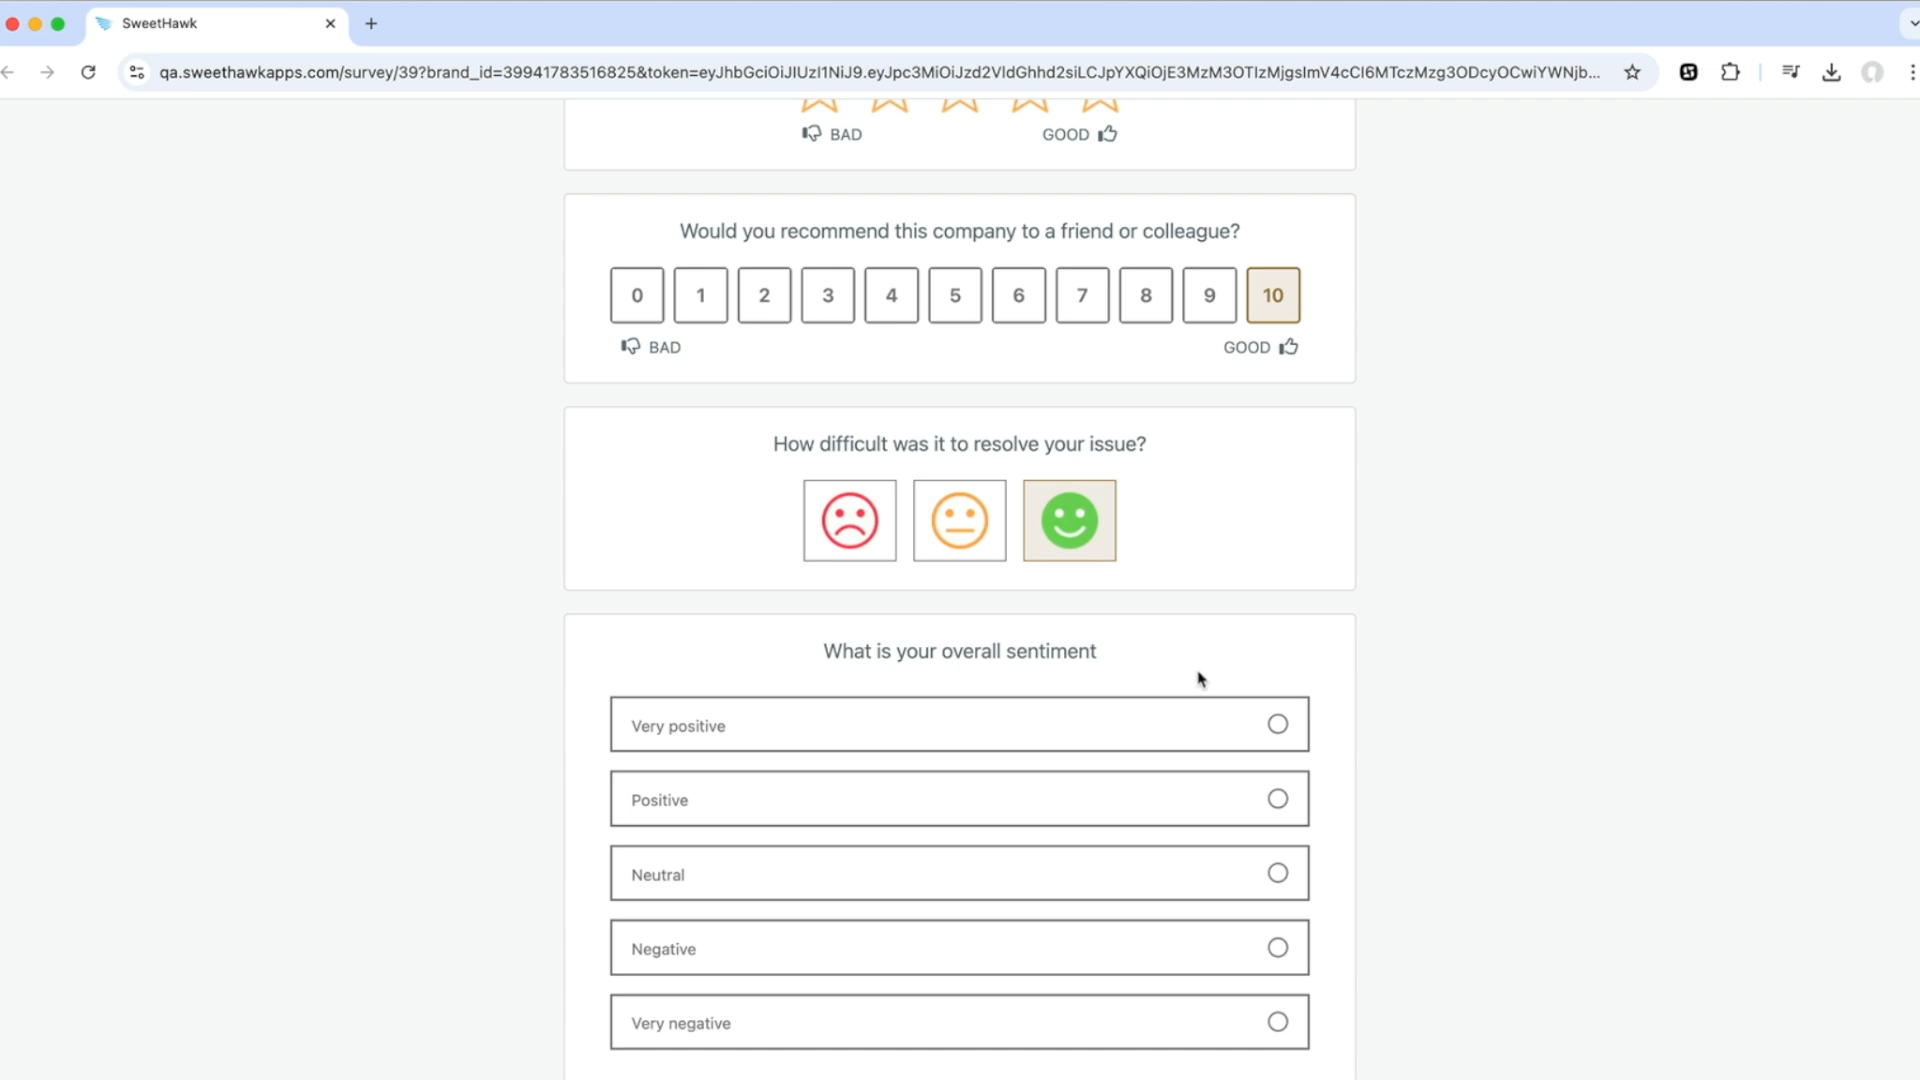 SweetHawk
qa.sweethawkapps.com/survey/39?brand_id=39941783516825&token=eyJhbGciOiJIUzI1NiJ9.eyJpc3MiOiJzd2VldGhhd2siLCJpYXQiOjE3MzM3OTIzMjgsImV4cCI6MTczMzg3ODcyOCwiYWNjb...
BAD GOOD
Would you recommend this company to a friend or colleague?
0 1 2 3 4 5 6 7 8 9 10
BAD GOOD
How difficult was it to resolve your issue?
What is your overall sentiment
Very positive
Positive
Neutral
Negative
Very negative